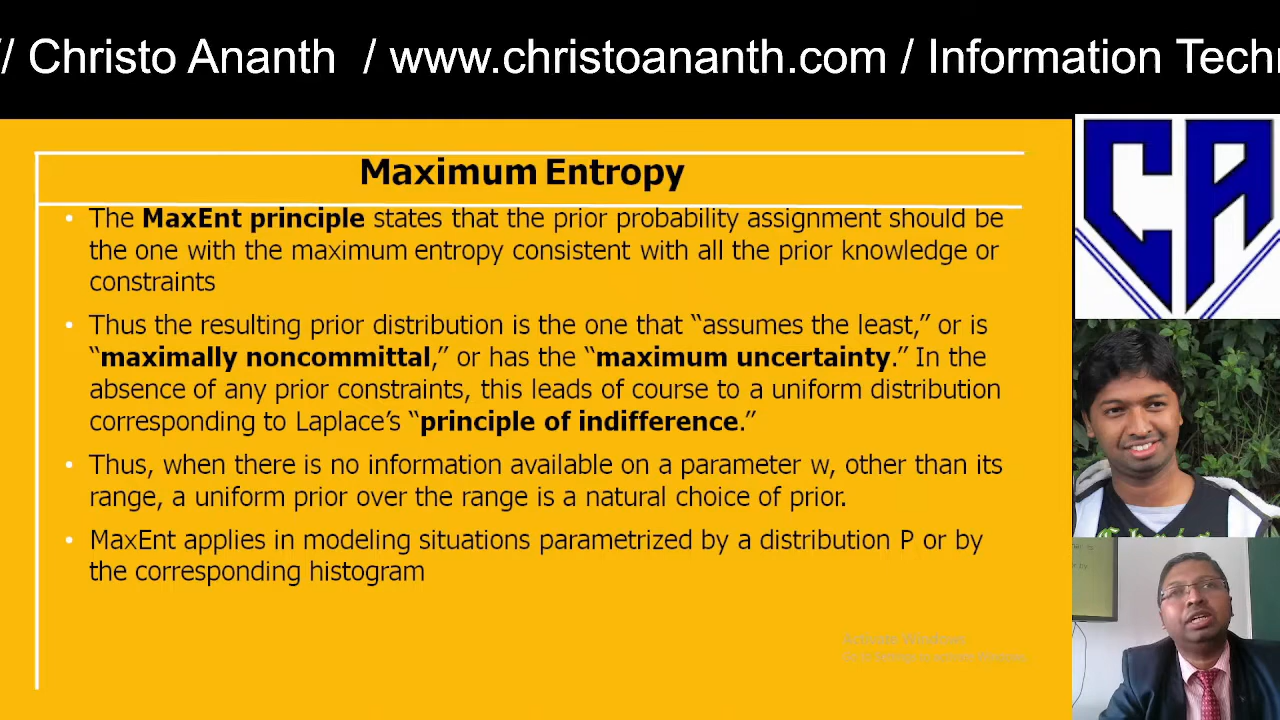 // Christo Ananth / www.christoananth.com / Information Tech
CA
Maximum Entropy
• The MaxEnt principle states that the prior probability assignment should be
the one with the maximum entropy consistent with all the prior knowledge or
constraints
• Thus the resulting prior distribution is the one that “assumes the least,” or is
“maximally noncommittal,” or has the “maximum uncertainty.” In the
absence of any prior constraints, this leads of course to a uniform distribution
corresponding to Laplace’s “principle of indifference.”
• Thus, when there is no information available on a parameter w, other than its
range, a uniform prior over the range is a natural choice of prior.
• MaxEnt applies in modeling situations parametrized by a distribution P or by
the corresponding histogram
Activate Windows